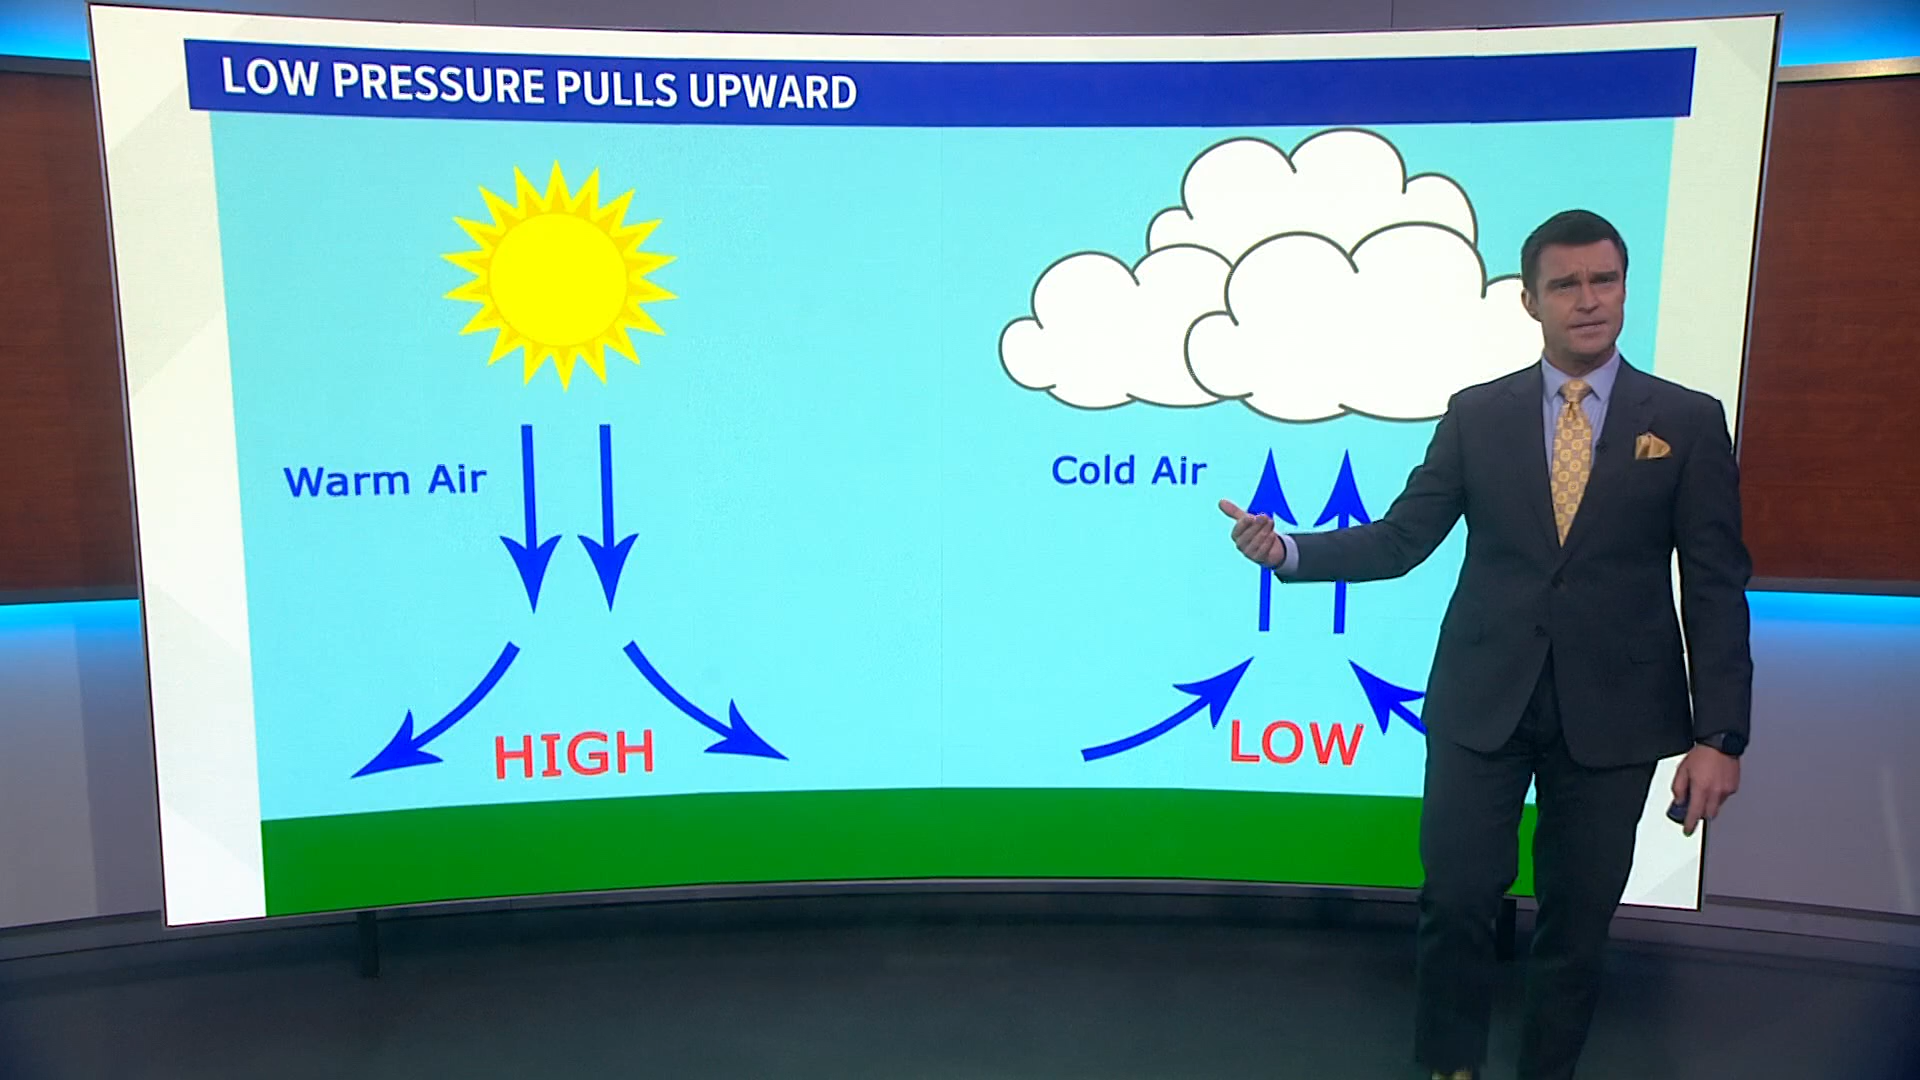 LOW PRESSURE PULLS UPWARD
Warm Air
Cold Air
HIGH
LOW